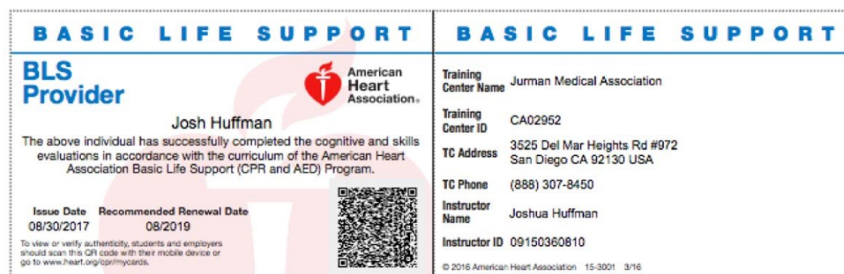 BASIC LIFE SUPPORT
BLS
Provider
American
Heart
Association®
Josh Huffman
The above individual has successfully completed the cognitive and skills
evaluations in accordance with the curriculum of the American Heart
Association Basic Life Support (CPR and AED) Program.
Issue Date Recommended Renewal Date
08/30/2017 08/2019
To view or verify authenticity, students and employers
should scan this QR code with their mobile device or
go to www.heart.org/cpr/mycards.
BASIC LIFE SUPPORT
Training
Center Name Jurman Medical Association
Training
Center ID CA02952
TC Address 3525 Del Mar Heights Rd #972
San Diego CA 92130 USA
TC Phone (888) 307-8450
Instructor
Name Joshua Huffman
Instructor ID 09150360810
© 2016 American Heart Association 15-3001 3/16